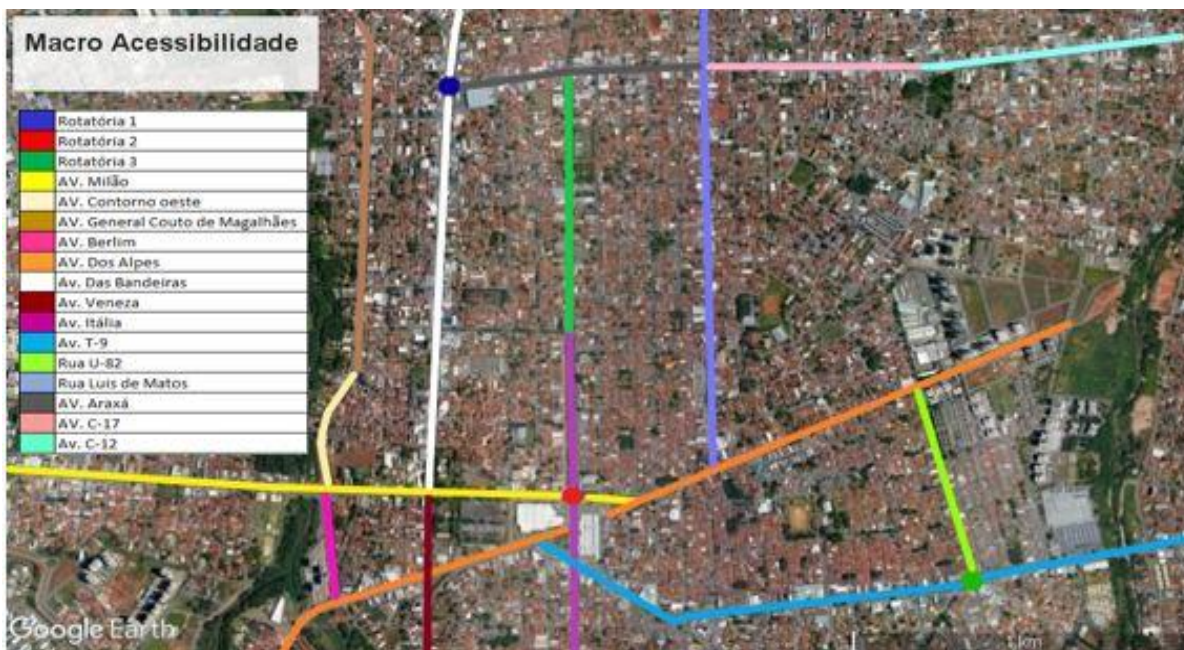 Macro Acessibilidade
Rotatória 1
Rotatória 2
Rotatória 3
AV. Milão
AV. Contorno oeste
AV. General Couto de Magalhães
AV. Berlim
AV. Dos Alpes
Av. Das Bandeiras
Av. Veneza
Av. Itália
Av. T-9
Rua U-82
Rua Luis de Matos
AV. Araxá
AV. C-17
Av. C-12
Google Earth
1 km